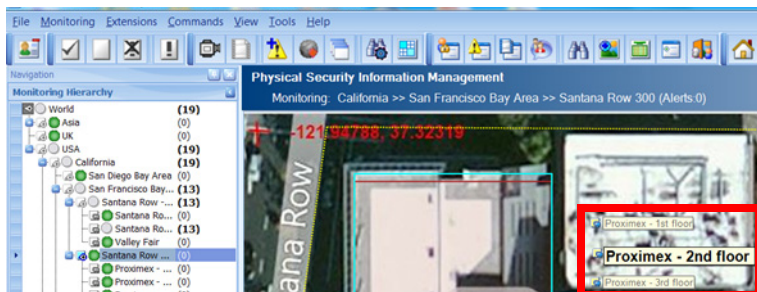 File Monitoring Extensions Commands View Tools Help
Navigation
Monitoring Hierarchy
World (19)
Asia (0)
UK (0)
USA (19)
California (19)
San Diego Bay Area (0)
San Francisco Bay... (13)
Santana Row -... (13)
Santana Ro... (0)
Santana Ro... (13)
Valley Fair (0)
Santana Row ... (0)
Proximex - ... (0)
Proximex - ... (0)
Physical Security Information Management
Monitoring: California >> San Francisco Bay Area >> Santana Row 300 (Alerts:0)
-121.94788, 37.32319
ana Row
Proximex - 1st floor
Proximex - 2nd floor
Proximex - 3rd floor